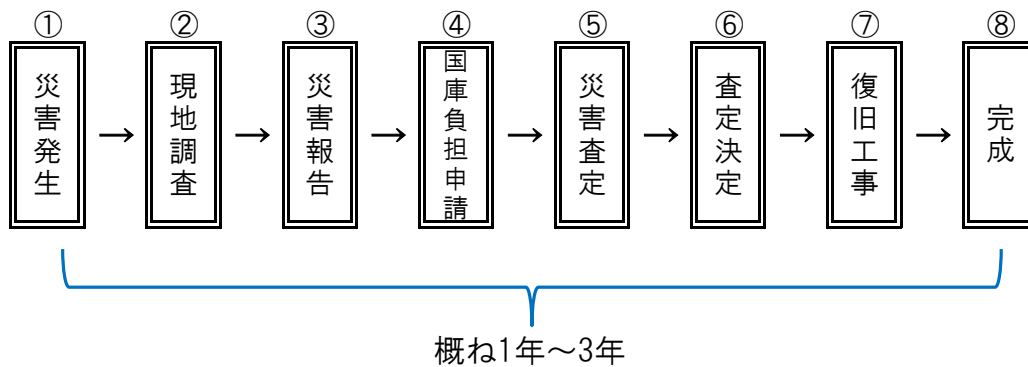 ① ② ③ ④ ⑤ ⑥ ⑦ ⑧
災害発生 → 現地調査 → 災害報告 → 国庫負担申請 → 災害査定 → 査定決定 → 復旧工事 → 完成
概ね1年～3年